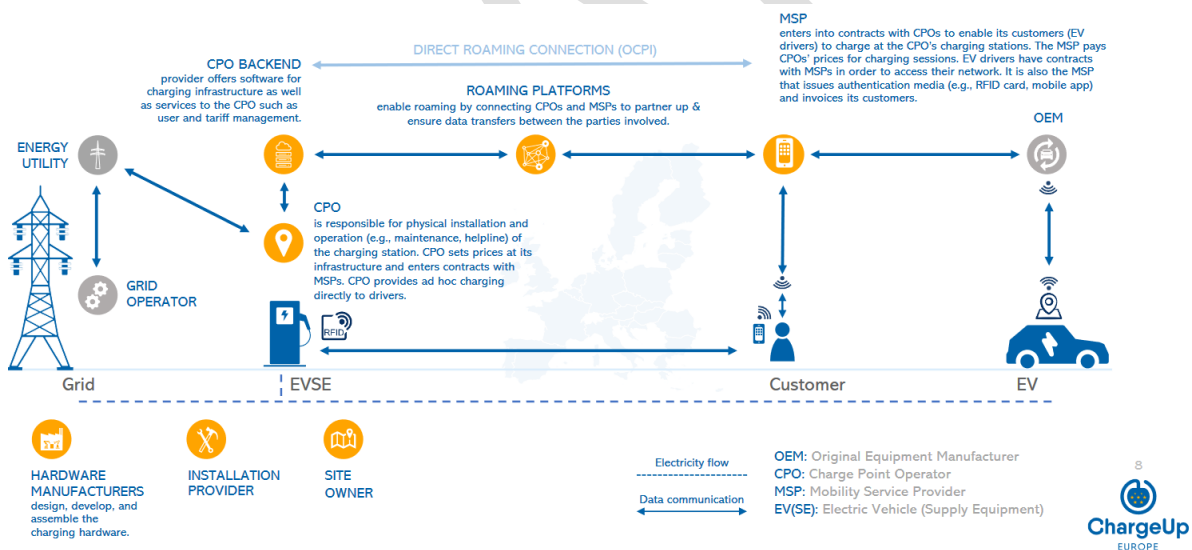 MSP
enters into contracts with CPOs to enable its customers (EV
drivers) to charge at the CPO's charging stations. The MSP pays
CPOs' prices for charging sessions. EV drivers have contracts
with MSPs in order to access their network. It is also the MSP
that issues authentication media (e.g., RFID card, mobile app)
and invoices its customers.
DIRECT ROAMING CONNECTION (OCPI)
CPO BACKEND
provider offers software for
charging infrastructure as well
as services to the CPO such as
user and tariff management.
ROAMING PLATFORMS
enable roaming by connecting CPOs and MSPs to partner up &
ensure data transfers between the parties involved.
OEM
ENERGY
UTILITY
CPO
is responsible for physical installation and
operation (e.g., maintenance, helpline) of
the charging station. CPO sets prices at its
infrastructure and enters contracts with
MSPs. CPO provides ad hoc charging
directly to drivers.
GRID
OPERATOR
RFID
Grid
EVSE
Customer
EV
HARDWARE
MANUFACTURERS
design, develop, and
assemble the
charging hardware.
INSTALLATION
PROVIDER
SITE
OWNER
Electricity flow
Data communication
OEM: Original Equipment Manufacturer
CPO: Charge Point Operator
MSP: Mobility Service Provider
EV(SE): Electric Vehicle (Supply Equipment)
8
ChargeUp
EUROPE